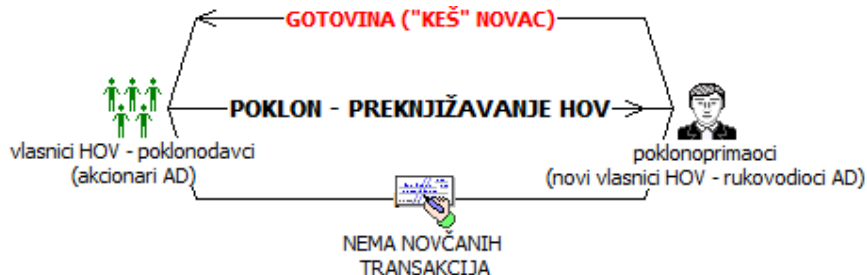 GOTOVINA ("KEŠ" NOVAC)
POKLON - PREKNJIŽAVANJE HOV
vlasnici HOV - poklonodavci
(akcionari AD)
poklonoprimaoci
(novi vlasnici HOV - rukovodioci AD)
NEMA NOVČANIH
TRANSAKCIJA